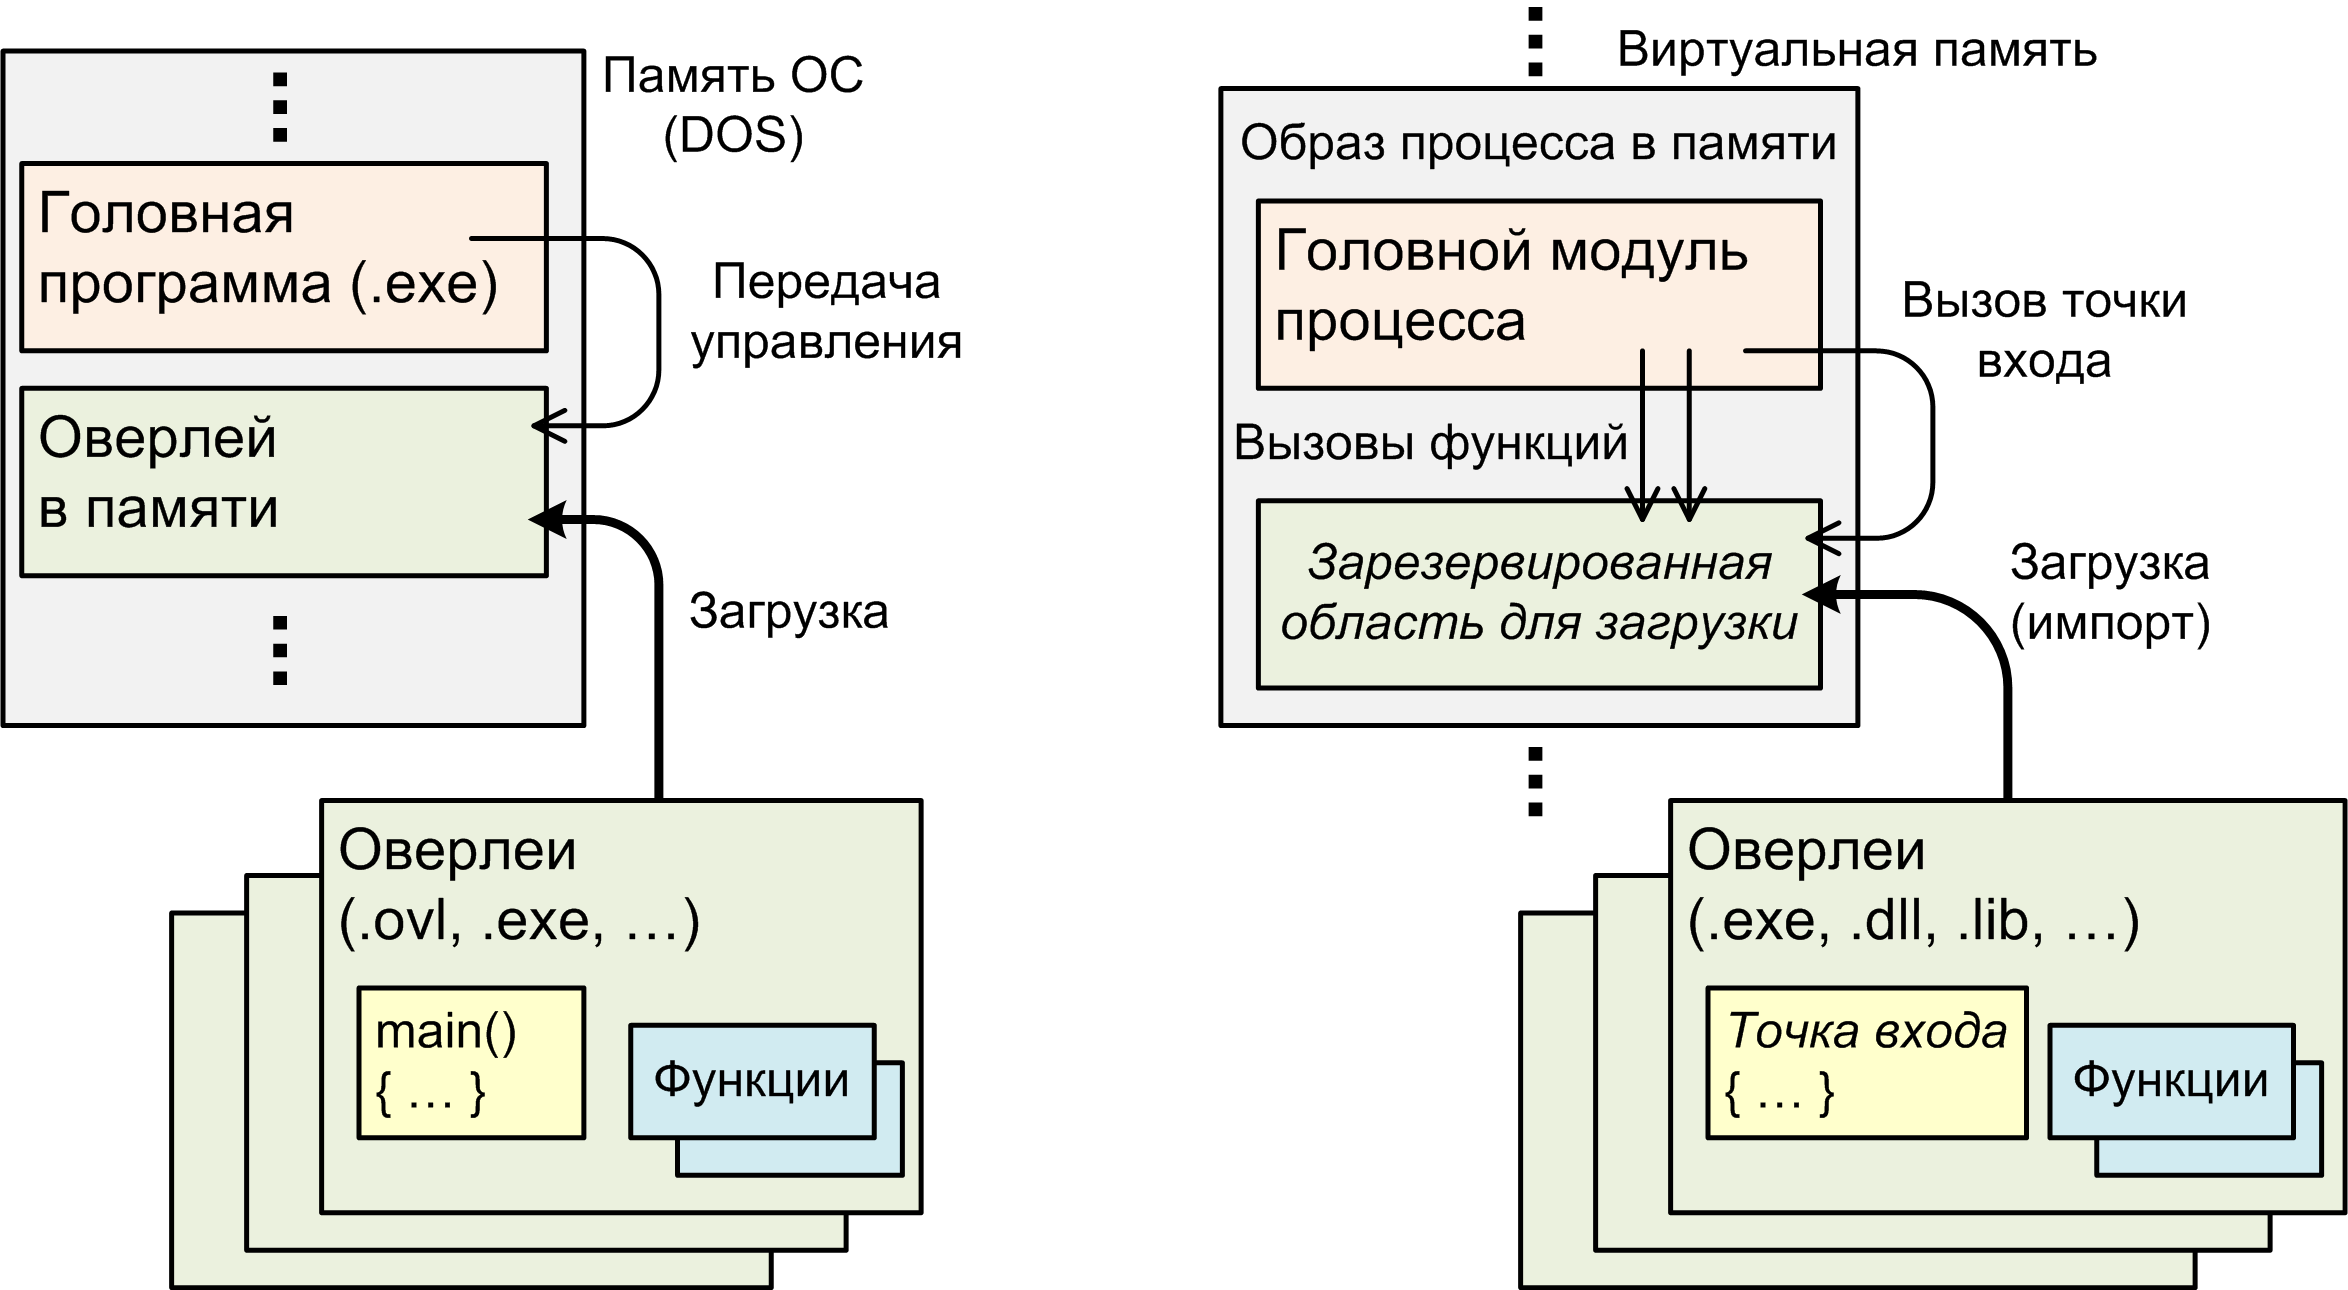 Память ОС
(DOS)
Головная
программа (.exe)
Передача
управления
Оверлей
в памяти
Загрузка
Оверлеи
(.ovl, .exe, …)
main()
{ … }
Функции
Виртуальная память
Образ процесса в памяти
Головной модуль
процесса
Вызов точки
входа
Вызовы функций
Зарезервированная
область для загрузки
Загрузка
(импорт)
Оверлеи
(.exe, .dll, .lib, …)
Точка входа
{ … }
Функции